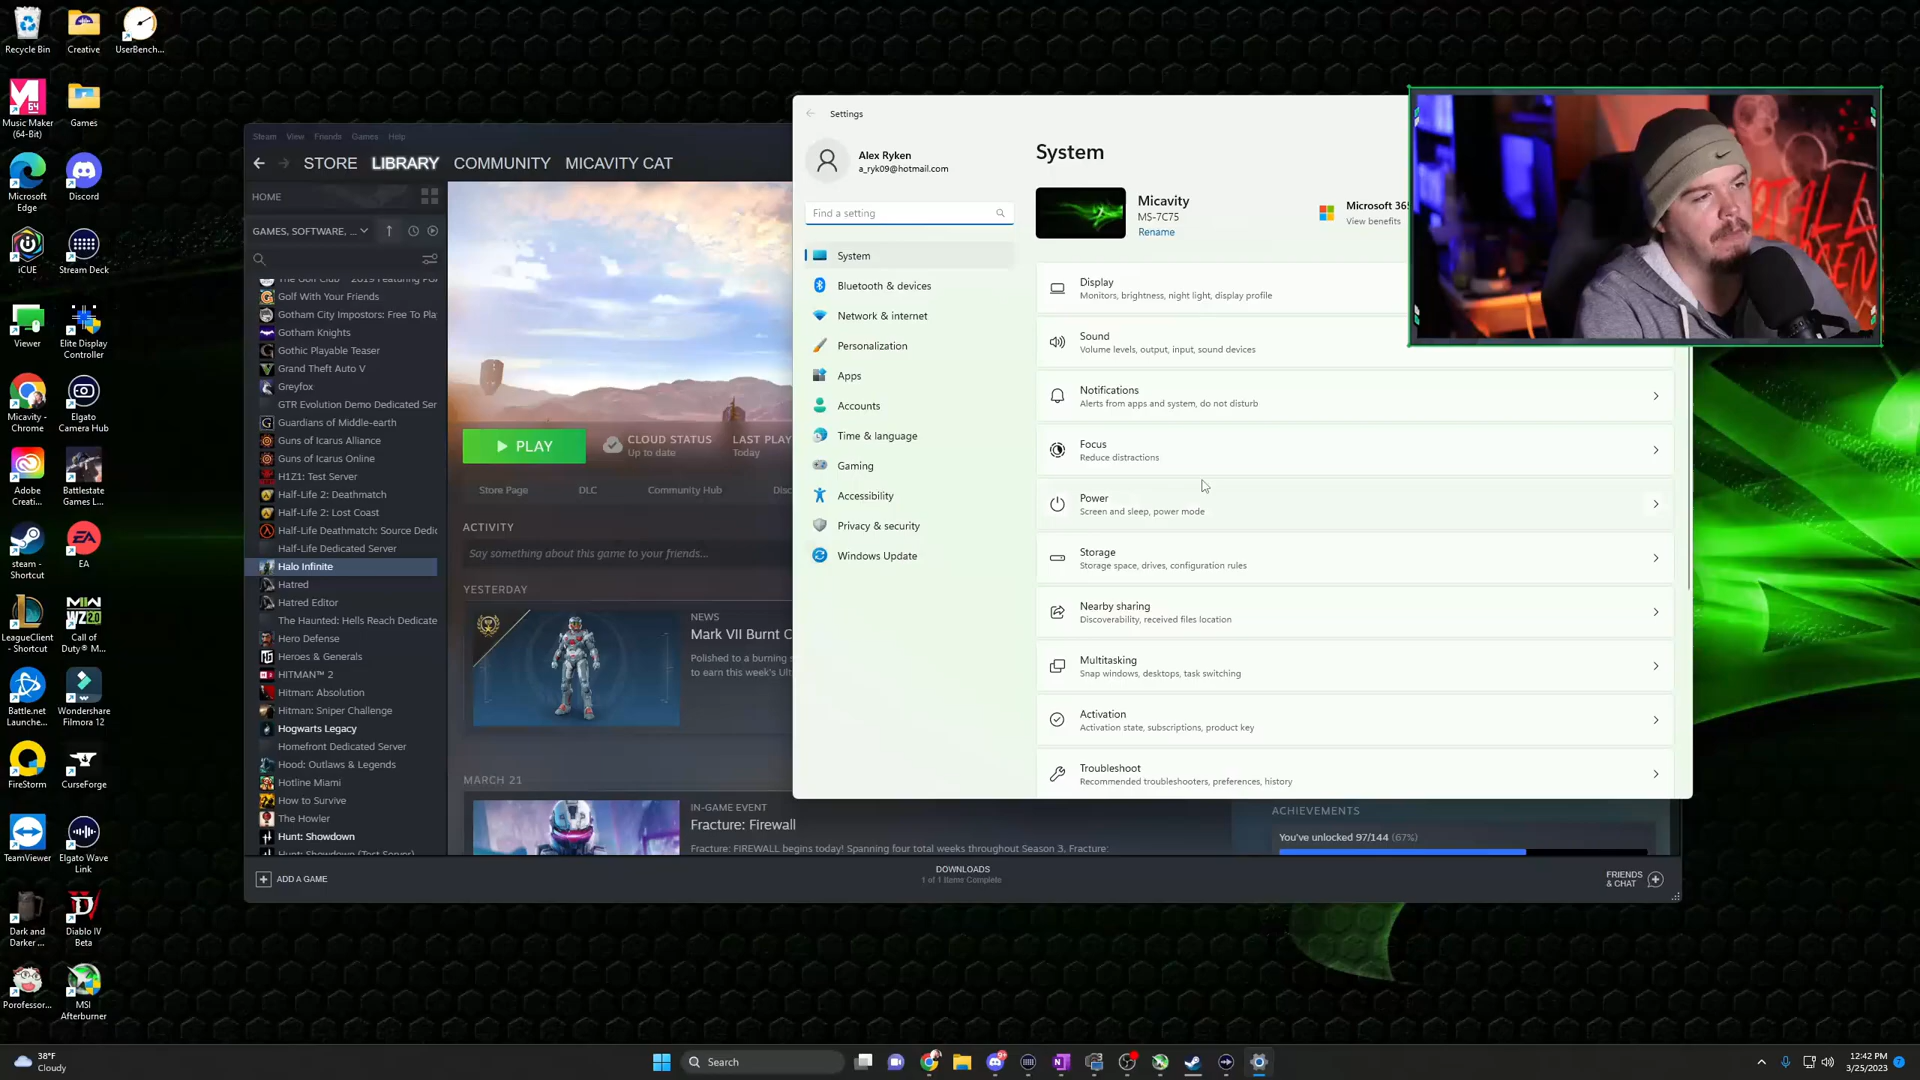 Recycle Bin
Creative
UserBench...
Music Maker
(64-Bit)
Games
Microsoft
Edge
Discord
iCUE
Stream Deck
Viewer
Elite Display
Controller
Micavity -
Chrome
Elgato
Camera Hub
Adobe
Creati...
Battlestate
Games L...
steam -
Shortcut
EA
LeagueClient
- Shortcut
Call of
Duty® M...
Battle.net
Launche...
Wondershare
Filmora 12
FireStorm
CurseForge
TeamViewer
Elgato Wave
Link
Dark and
Darker ...
Diablo IV
Beta
Porofessor...
MSI
Afterburner
Steam View Friends Games Help
STORE LIBRARY COMMUNITY MICAVITY CAT
HOME
GAMES, SOFTWARE, ...
Golf With Your Friends
Gotham City Impostors: Free To Pla
Gotham Knights
Gothic Playable Teaser
Grand Theft Auto V
Greyfox
GTR Evolution Demo Dedicated Ser
Guardians of Middle-earth
Guns of Icarus Alliance
Guns of Icarus Online
H1Z1: Test Server
Half-Life 2: Deathmatch
Half-Life 2: Lost Coast
Half-Life Deathmatch: Source Dedic
Half-Life Dedicated Server
Halo Infinite
Hatred
Hatred Editor
The Haunted: Hells Reach Dedicate
Hero Defense
Heroes & Generals
HITMAN™ 2
Hitman: Absolution
Hitman: Sniper Challenge
Hogwarts Legacy
Homefront Dedicated Server
Hood: Outlaws & Legends
Hotline Miami
How to Survive
The Howler
Hunt: Showdown
PLAY
CLOUD STATUS
Up to date
LAST PLAY
Today
Store Page DLC Community Hub Disc
ACTIVITY
Say something about this game to your friends...
YESTERDAY
NEWS
Mark VII Burnt C
Polished to a burning s
to earn this week's Ult
MARCH 21
IN-GAME EVENT
Fracture: Firewall
Fracture: FIREWALL begins today! Spanning four total weeks throughout Season 3, Fracture:
ACHIEVEMENTS
You've unlocked 97/144 (67%)
ADD A GAME
DOWNLOADS
1 of 1 Items Complete
FRIENDS
& CHAT
Settings
Alex Ryken
a_ryk09@hotmail.com
Find a setting
System
Bluetooth & devices
Network & internet
Personalization
Apps
Accounts
Time & language
Gaming
Accessibility
Privacy & security
Windows Update
System
Micavity
MS-7C75
Rename
Microsoft 365
View benefits
Display
Monitors, brightness, night light, display profile
Sound
Volume levels, output, input, sound devices
Notifications
Alerts from apps and system, do not disturb
Focus
Reduce distractions
Power
Screen and sleep, power mode
Storage
Storage space, drives, configuration rules
Nearby sharing
Discoverability, received files location
Multitasking
Snap windows, desktops, task switching
Activation
Activation state, subscriptions, product key
Troubleshoot
Recommended troubleshooters, preferences, history
38°F
Cloudy
Search
12:42 PM
3/25/2023